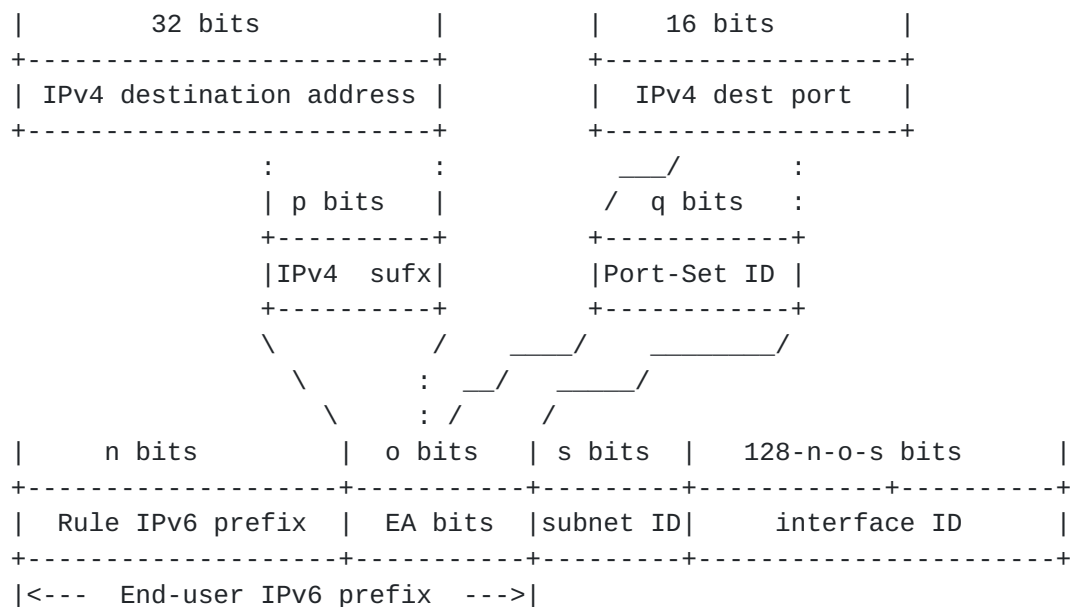 |        32 bits           |         |    16 bits        |
+--------------------------+         +-------------------+
| IPv4 destination address |         |  IPv4 dest port   |
+--------------------------+         +-------------------+
                :          :           ___/       :
                | p bits   |          /  q bits   :
                +----------+         +------------+
                |IPv4  sufx|         |Port-Set ID |
                +----------+         +------------+
                \          /    ____/    ________/
                  \       :  __/   _____/
                    \     : /     /
|     n bits         |  o bits   | s bits  |   128-n-o-s bits      |
+--------------------+-----------+---------+------------+----------+
|  Rule IPv6 prefix  |  EA bits  |subnet ID|     interface ID      |
+--------------------+-----------+---------+-----------------------+
|<---  End-user IPv6 prefix  --->|